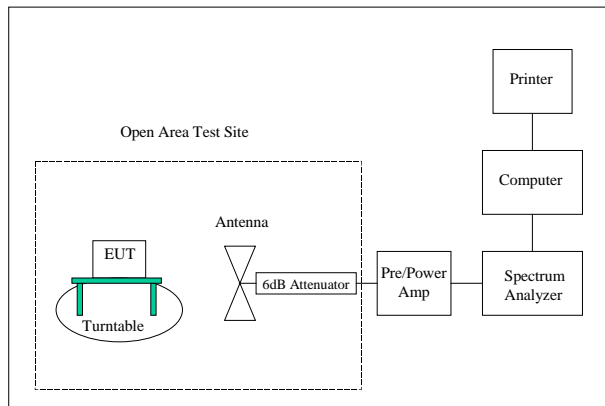 Printer
Open Area Test Site
Computer
Antenna
EUT
6dB Attenuator
Pre/Power
Amp
Spectrum
Analyzer
Turntable